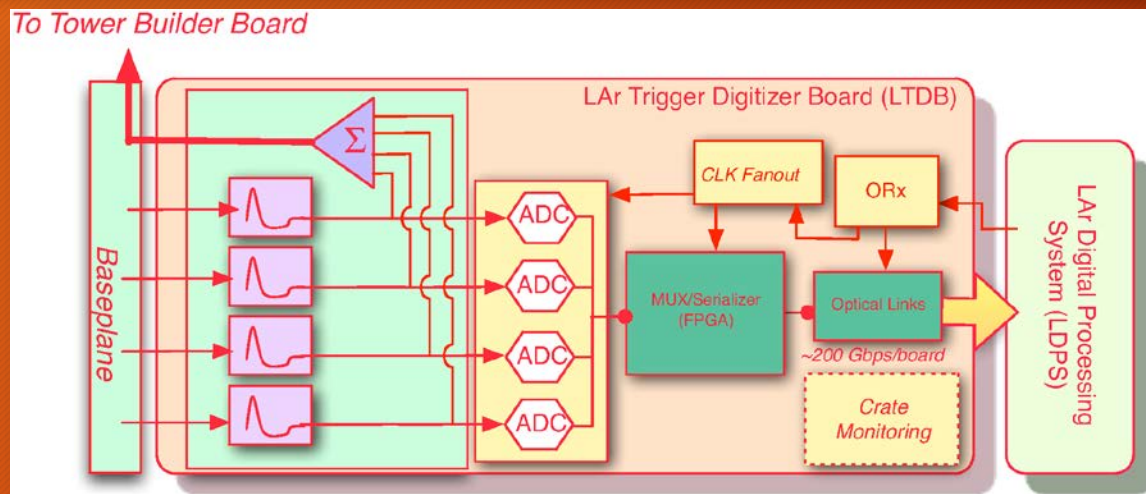 To Tower Builder Board
LAr Trigger Digitizer Board (LTDB)
Σ
CLK Fanout
ORx
ADC
ADC
ADC
ADC
MUX/Serializer
(FPGA)
Optical Links
~200 Gbps/board
Crate
Monitoring
Baseplane
LAr Digital Processing
System (LDPS)